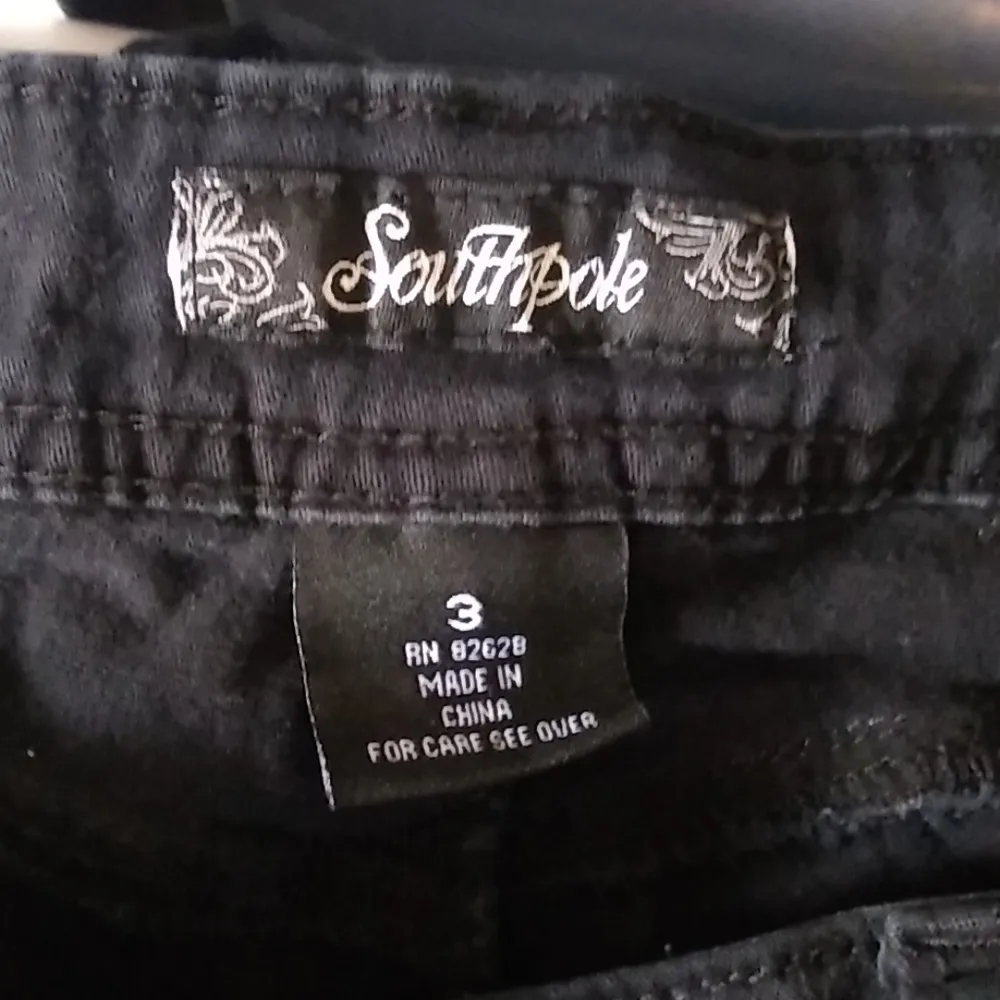 Southpole
3
RN 82628
MADE IN
CHINA
FOR CARE SEE OVER